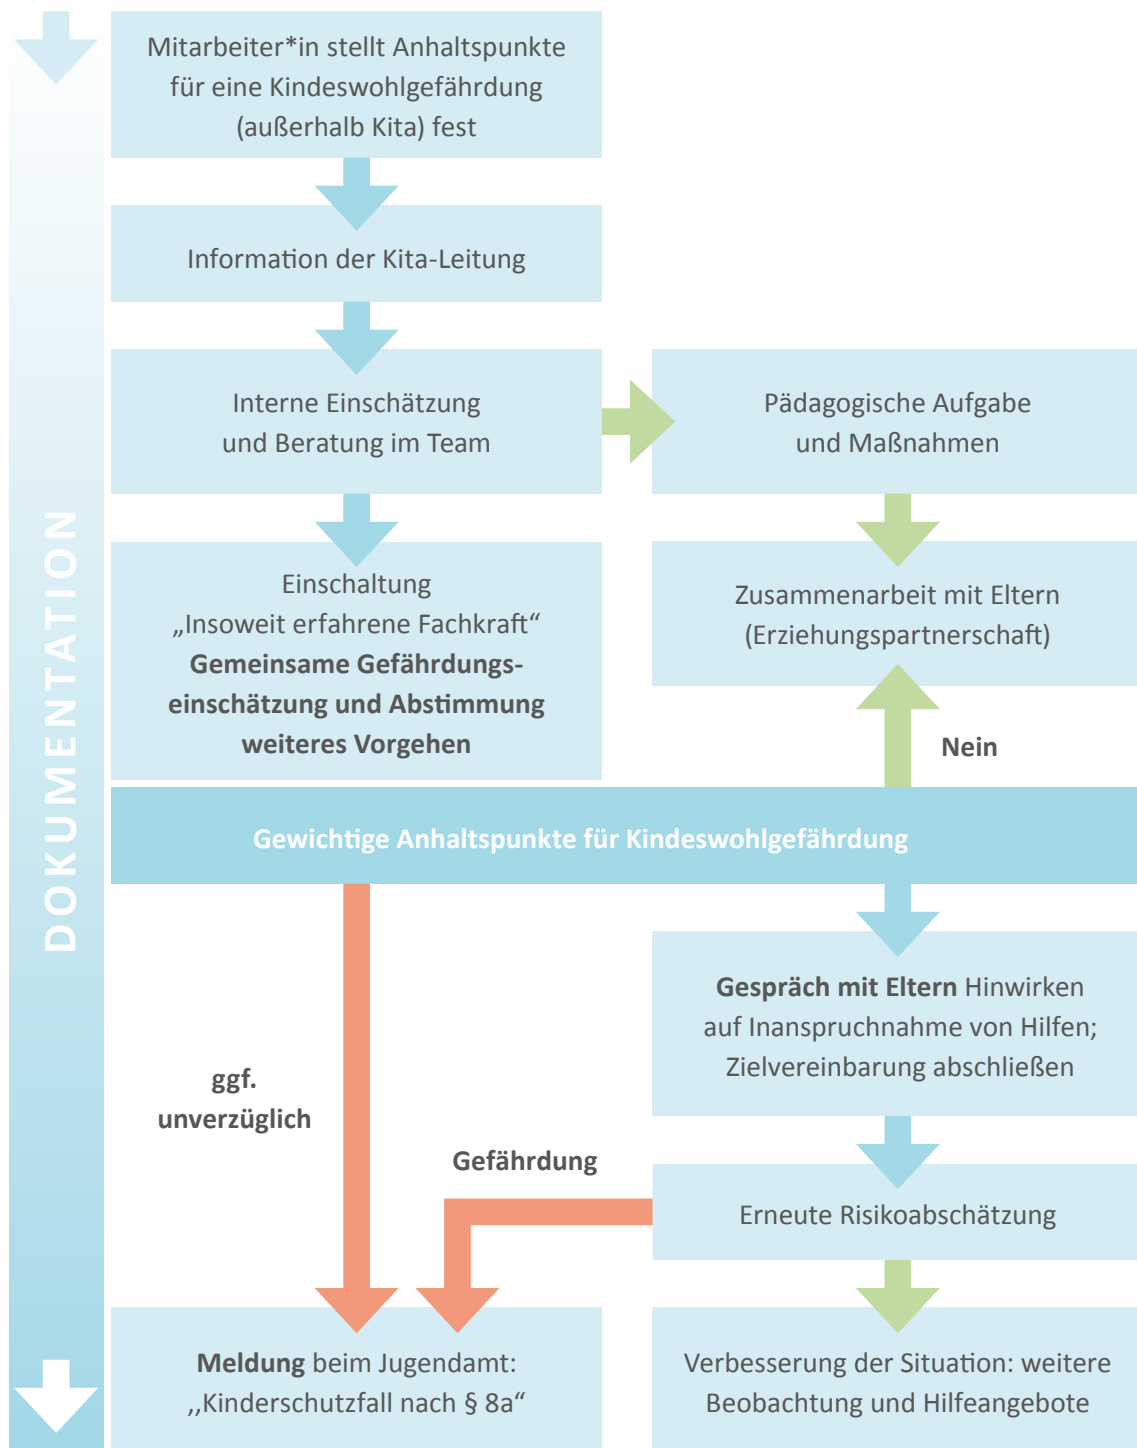 DOKUMENTATION
Mitarbeiter*in stellt Anhaltspunkte
für eine Kindeswohlgefährdung
(außerhalb Kita) fest
Information der Kita-Leitung
Interne Einschätzung
und Beratung im Team
Pädagogische Aufgabe
und Maßnahmen
Einschaltung
„Insoweit erfahrene Fachkraft“
Gemeinsame Gefährdungs-
einschätzung und Abstimmung
weiteres Vorgehen
Zusammenarbeit mit Eltern
(Erziehungspartnerschaft)
Nein
Gewichtige Anhaltspunkte für Kindeswohlgefährdung
Gespräch mit Eltern Hinwirken
auf Inanspruchnahme von Hilfen;
Zielvereinbarung abschließen
ggf.
unverzüglich
Gefährdung
Erneute Risikoabschätzung
Meldung beim Jugendamt:
,,Kinderschutzfall nach § 8a“
Verbesserung der Situation: weitere
Beobachtung und Hilfeangebote